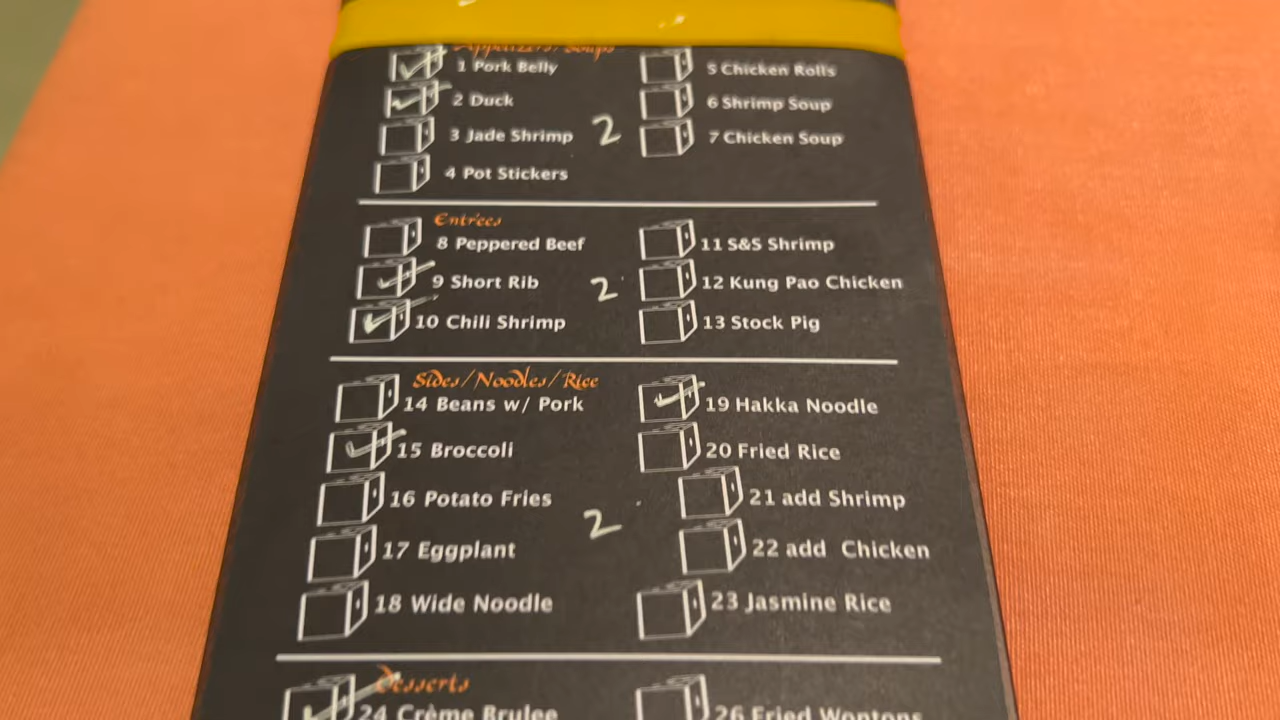 Appetizers/Soups
1 Pork Belly
5 Chicken Rolls
2 Duck
6 Shrimp Soup
3 Jade Shrimp
2
7 Chicken Soup
4 Pot Stickers
Entrées
8 Peppered Beef
11 S&S Shrimp
9 Short Rib
2
12 Kung Pao Chicken
10 Chili Shrimp
13 Stock Pig
Sides/Noodles/Rice
14 Beans w/ Pork
19 Hakka Noodle
15 Broccoli
20 Fried Rice
16 Potato Fries
21 add Shrimp
2
17 Eggplant
22 add Chicken
18 Wide Noodle
23 Jasmine Rice
Desserts
24 Crème Brulee
26 Fried Wontons